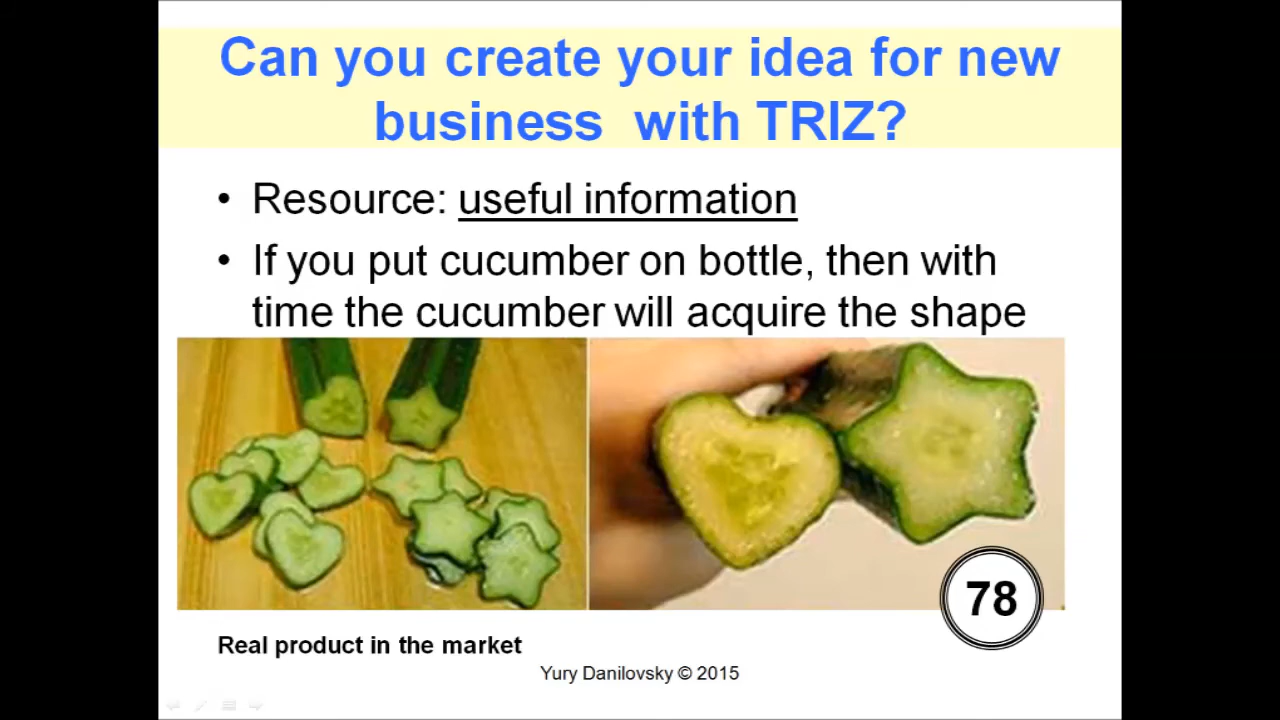 Can you create your idea for new
business with TRIZ?
• Resource: useful information
• If you put cucumber on bottle, then with
time the cucumber will acquire the shape
78
Real product in the market
Yury Danilovsky © 2015